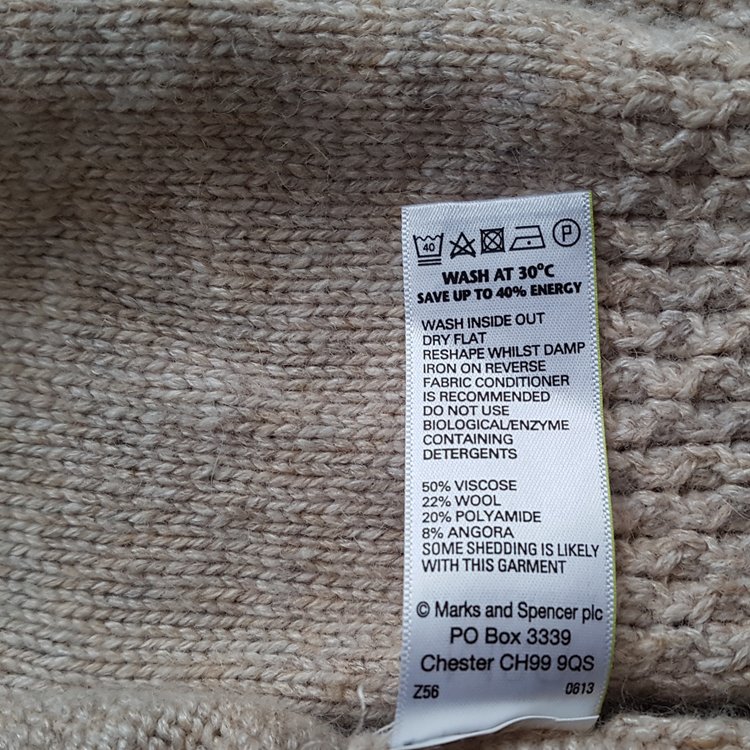 40 P
WASH AT 30°C
SAVE UP TO 40% ENERGY
WASH INSIDE OUT
DRY FLAT
RESHAPE WHILST DAMP
IRON ON REVERSE
FABRIC CONDITIONER
IS RECOMMENDED
DO NOT USE
BIOLOGICAL/ENZYME
CONTAINING
DETERGENTS
50% VISCOSE
22% WOOL
20% POLYAMIDE
8% ANGORA
SOME SHEDDING IS LIKELY
WITH THIS GARMENT
© Marks and Spencer plc
PO Box 3339
Chester CH99 9QS
Z56 0613